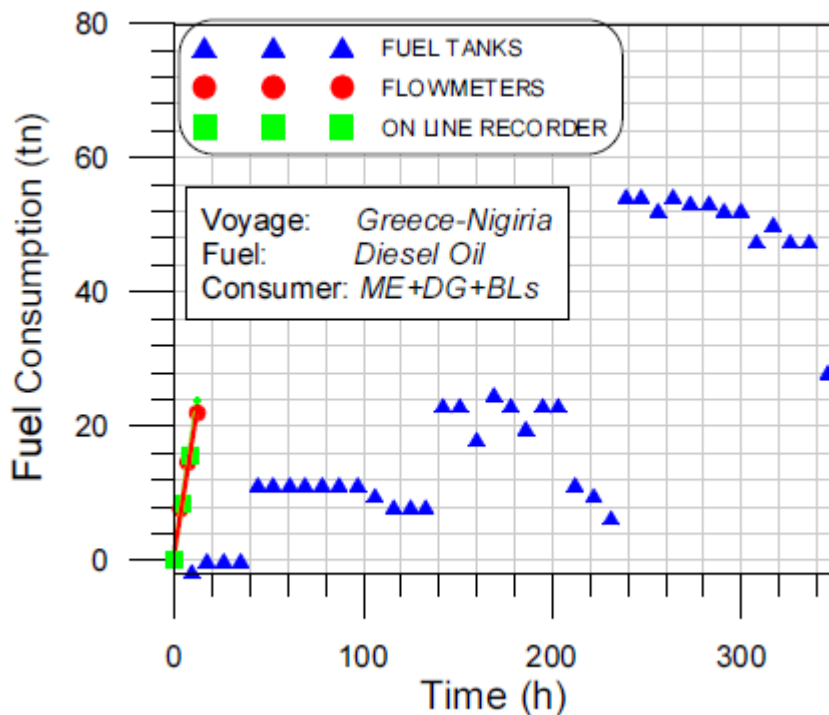 80
FUEL TANKS
FLOWMETERS
ON LINE RECORDER
60
Voyage: Greece-Nigiria
Fuel: Diesel Oil
Consumer: ME+DG+BLs
40
20
0
Fuel Consumption (tn)
0 100 200 300
Time (h)